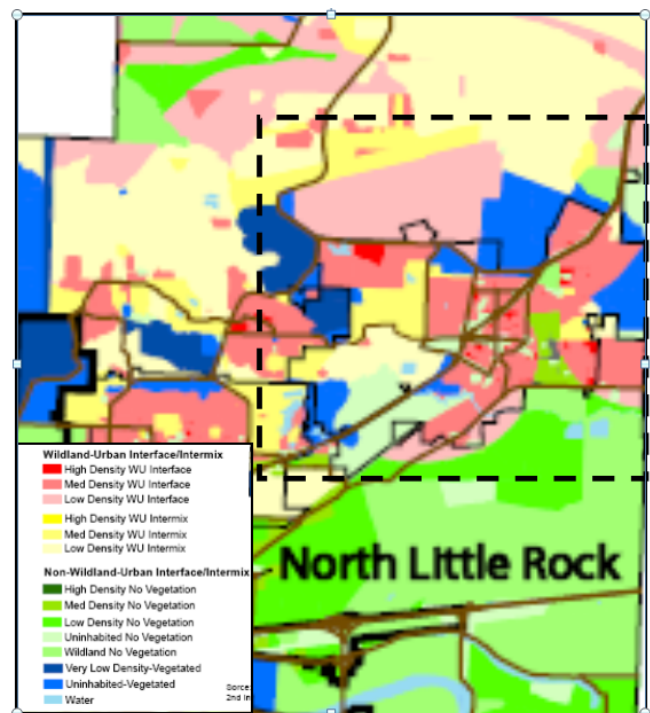 Wildland-Urban Interface/Intermix
High Density WU Interface
Med Density WU Interface
Low Density WU Interface
High Density WU Intermix
Med Density WU Intermix
Low Density WU Intermix
Non-Wildland-Urban Interface/Intermix
High Density No Vegetation
Med Density No Vegetation
Low Density No Vegetation
Uninhabited No Vegetation
Wildland No Vegetation
Very Low Density-Vegetated
Uninhabited-Vegetated
Water
Sorce:
2nd In
North Little Rock